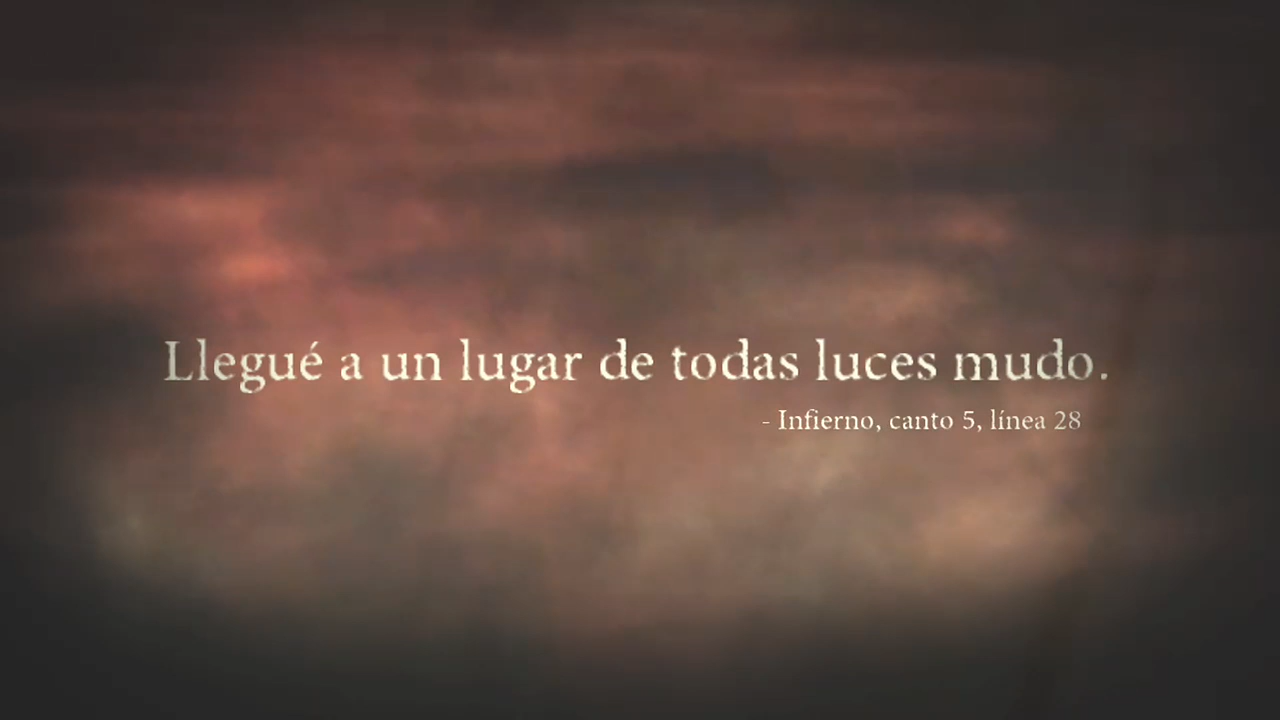 Llegué a un lugar de todas luces mudo.
- Infierno, canto 5, línea 28